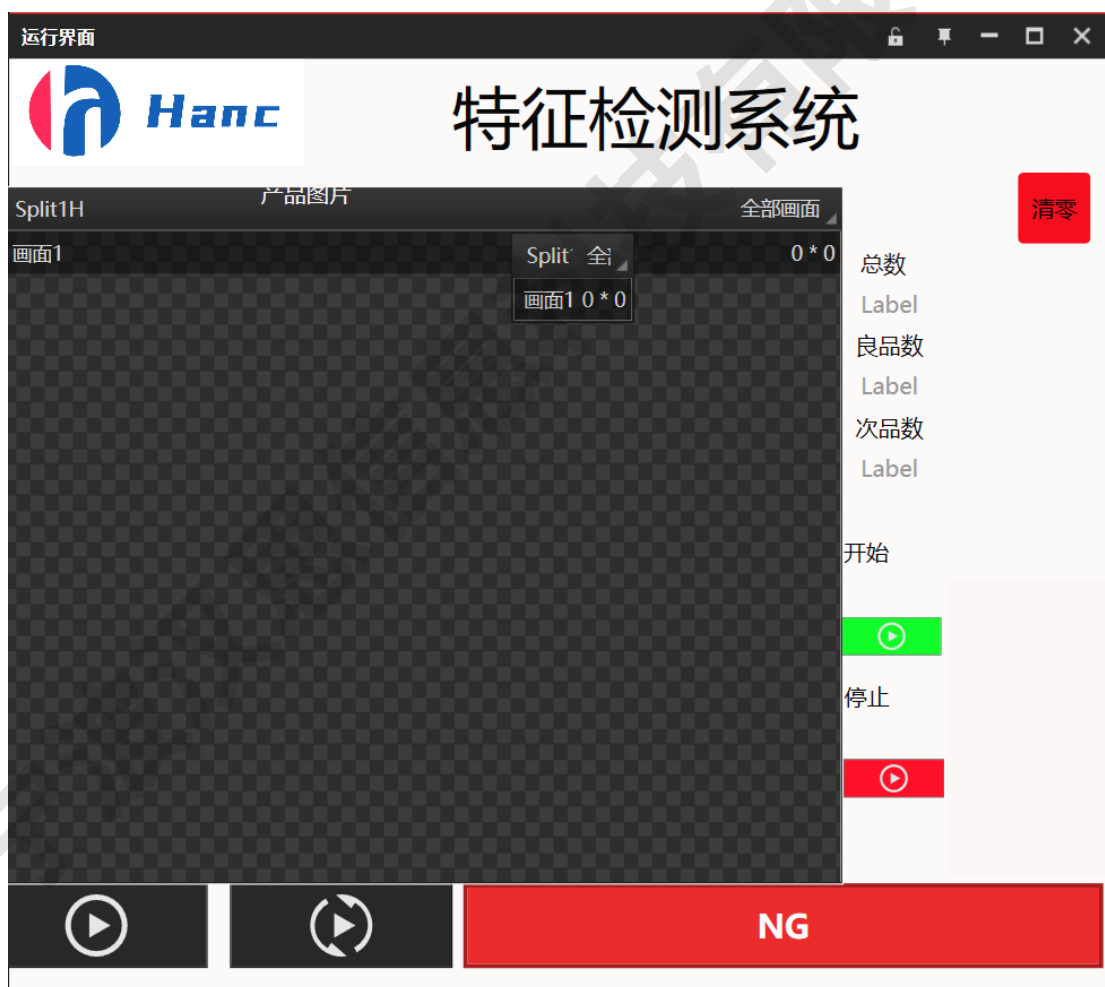 运行界面
Hanc
特征检测系统
产品图片
Split1H
全部画面
清零
画面1
0 * 0
Split
画面1 0 * 0
总数
Label
良品数
Label
次品数
Label
开始
停止
NG